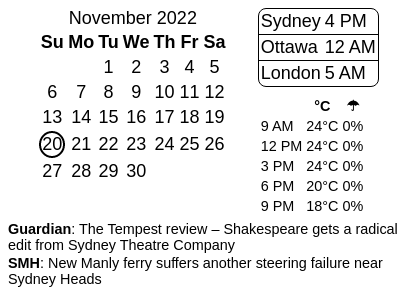 November 2022
Su Mo Tu We Th Fr Sa
1 2 3 4 5
6 7 8 9 10 11 12
13 14 15 16 17 18 19
20 21 22 23 24 25 26
27 28 29 30
Sydney 4 PM
Ottawa 12 AM
London 5 AM
°C ☂
9 AM 24°C 0%
12 PM 24°C 0%
3 PM 24°C 0%
6 PM 20°C 0%
9 PM 18°C 0%
Guardian: The Tempest review – Shakespeare gets a radical
edit from Sydney Theatre Company
SMH: New Manly ferry suffers another steering failure near
Sydney Heads